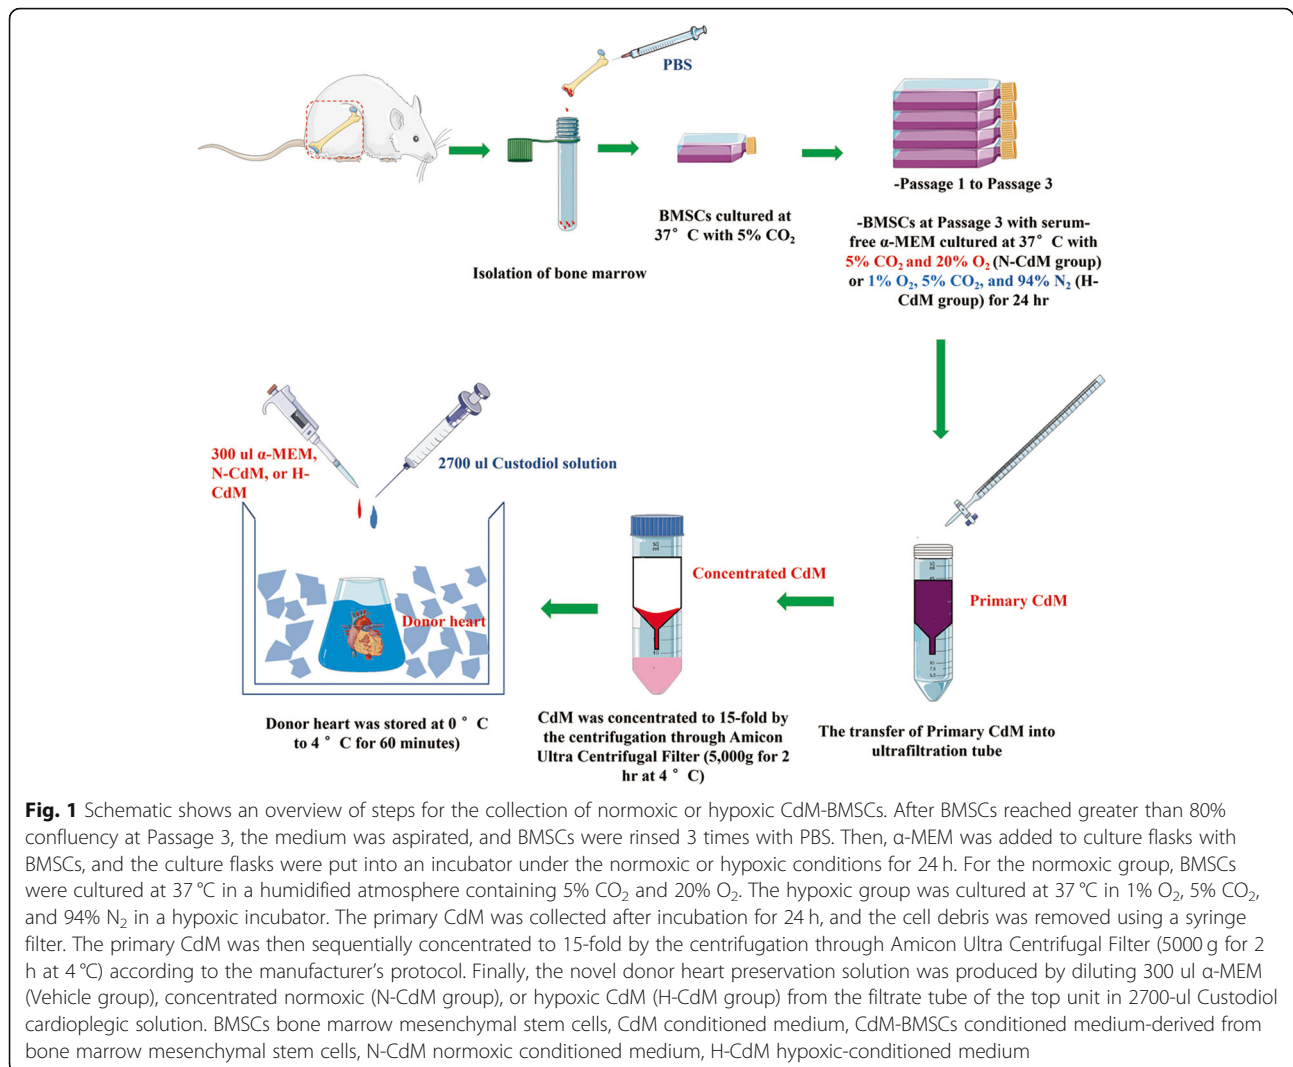 PBS
Isolation of bone marrow
BMSCs cultured at
37° C with 5% CO₂
-Passage 1 to Passage 3
-BMSCs at Passage 3 with serum-
free α-MEM cultured at 37° C with
5% CO₂ and 20% O₂ (N-CdM group)
or 1% O₂, 5% CO₂, and 94% N₂ (H-
CdM group) for 24 hr
300 ul α-MEM,
N-CdM, or H-
CdM
2700 ul Custodiol solution
Donor heart
Concentrated CdM
Primary CdM
Donor heart was stored at 0 ° C
to 4 ° C for 60 minutes)
CdM was concentrated to 15-fold by
the centrifugation through Amicon
Ultra Centrifugal Filter (5,000g for 2
hr at 4 ° C)
The transfer of Primary CdM into
ultrafiltration tube
Fig. 1 Schematic shows an overview of steps for the collection of normoxic or hypoxic CdM-BMSCs. After BMSCs reached greater than 80%
confluency at Passage 3, the medium was aspirated, and BMSCs were rinsed 3 times with PBS. Then, α-MEM was added to culture flasks with
BMSCs, and the culture flasks were put into an incubator under the normoxic or hypoxic conditions for 24 h. For the normoxic group, BMSCs
were cultured at 37 °C in a humidified atmosphere containing 5% CO₂ and 20% O₂. The hypoxic group was cultured at 37 °C in 1% O₂, 5% CO₂,
and 94% N₂ in a hypoxic incubator. The primary CdM was collected after incubation for 24 h, and the cell debris was removed using a syringe
filter. The primary CdM was then sequentially concentrated to 15-fold by the centrifugation through Amicon Ultra Centrifugal Filter (5000 g for 2
h at 4 °C) according to the manufacturer's protocol. Finally, the novel donor heart preservation solution was produced by diluting 300 ul α-MEM
(Vehicle group), concentrated normoxic (N-CdM group), or hypoxic CdM (H-CdM group) from the filtrate tube of the top unit in 2700-ul Custodiol
cardioplegic solution. BMSCs bone marrow mesenchymal stem cells, CdM conditioned medium, CdM-BMSCs conditioned medium-derived from
bone marrow mesenchymal stem cells, N-CdM normoxic conditioned medium, H-CdM hypoxic-conditioned medium